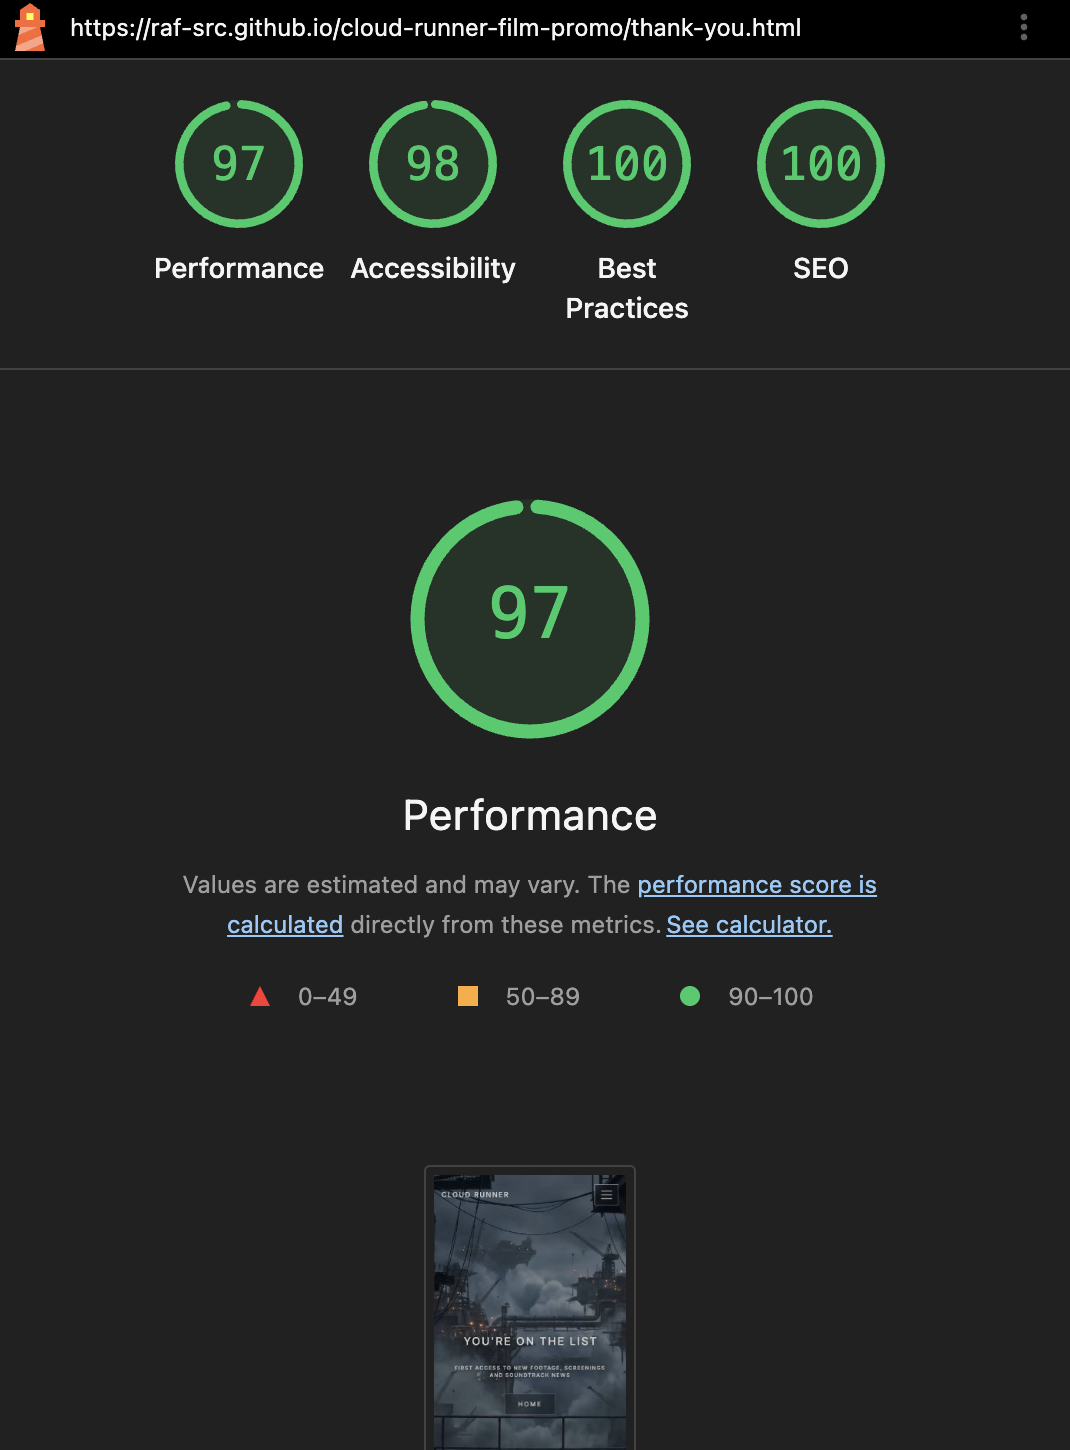 https://raf-src.github.io/cloud-runner-film-promo/thank-you.html
97
98
100
100
Performance
Accessibility
Best
Practices
SEO
97
Performance
Values are estimated and may vary. The performance score is
calculated directly from these metrics. See calculator.
0–49
50–89
90–100
CLOUD RUNNER
YOU'RE ON THE LIST
FIRST ACCESS TO NEW FOOTAGE, SCREENINGS
AND SOUNDTRACK NEWS
HOME